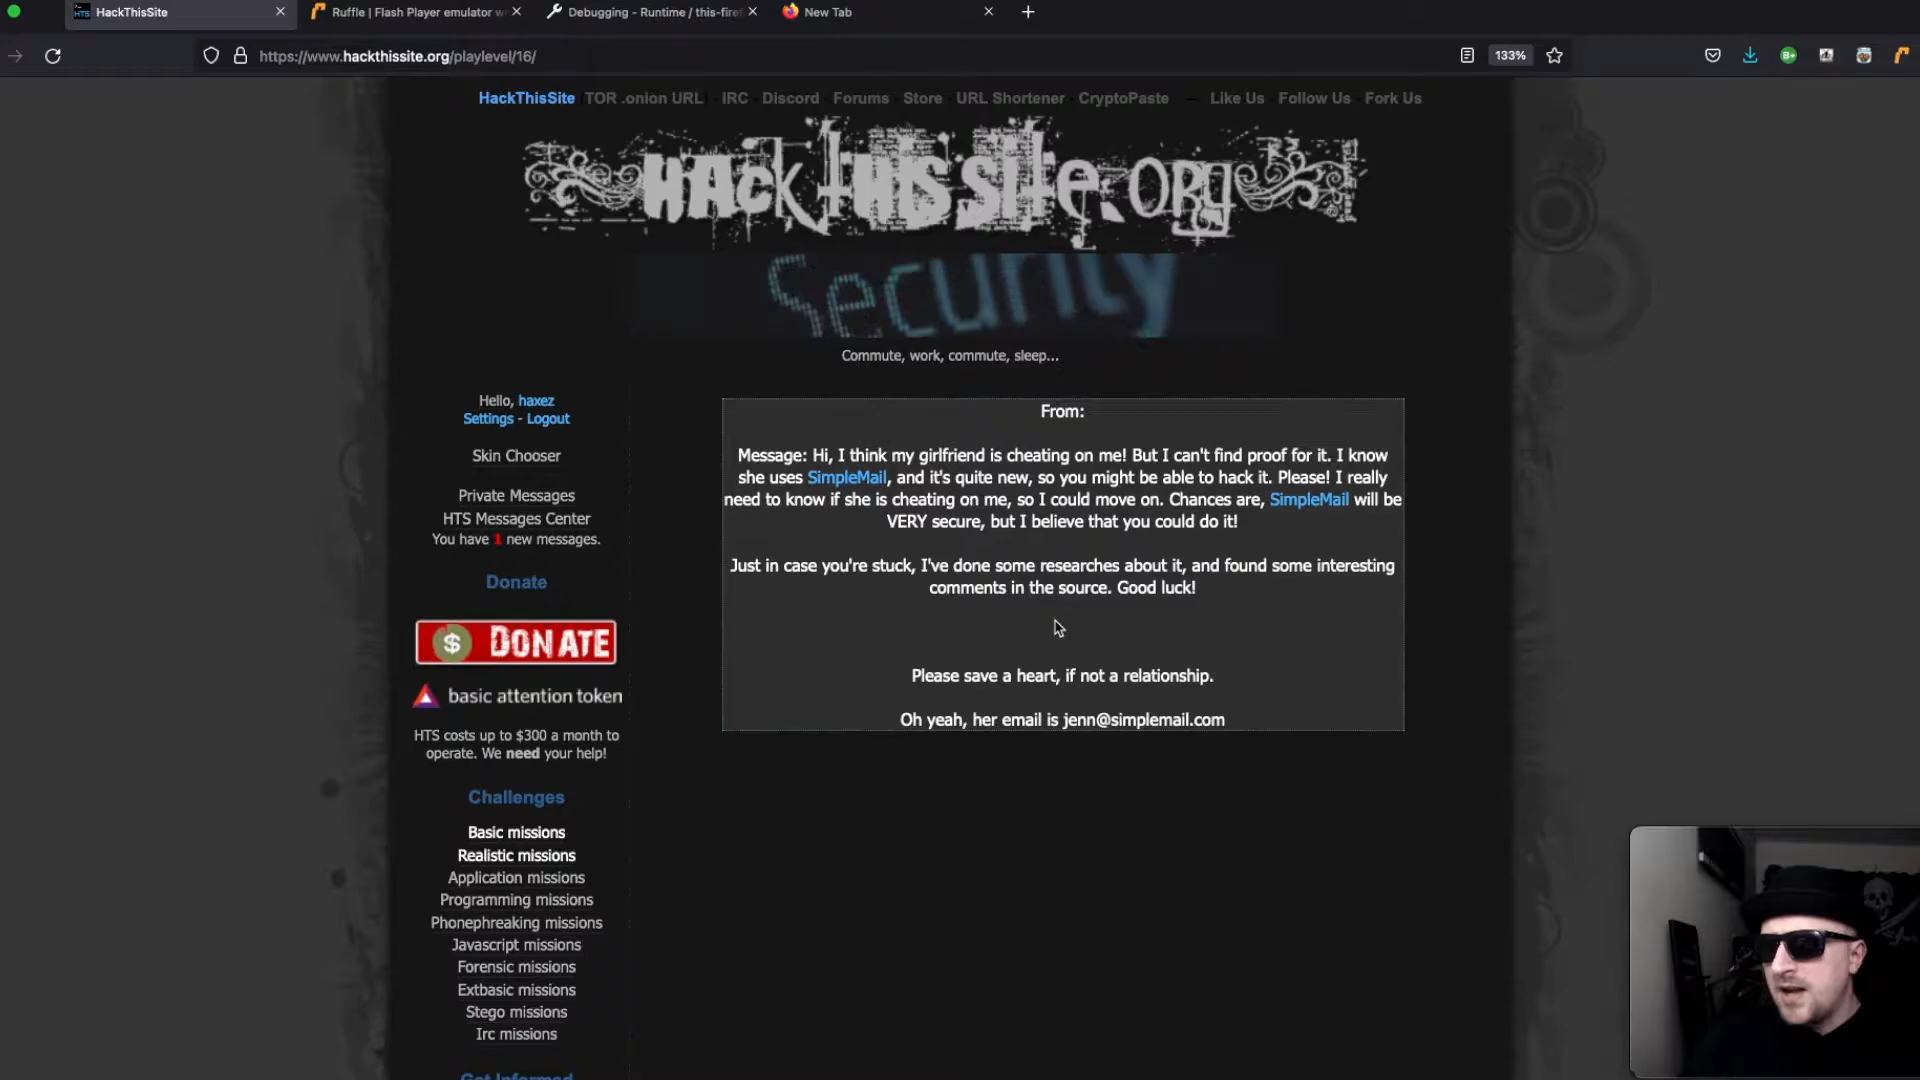 HackThisSite
Ruffle | Flash Player emulator w
Debugging - Runtime / this-firef
New Tab
https://www.hackthissite.org/playlevel/16/
133%
HackThisSite (TOR .onion URL) - IRC - Discord - Forums - Store - URL Shortener - CryptoPaste — Like Us - Follow Us - Fork Us
HackThisSite.org
Security
Commute, work, commute, sleep...
Hello, haxez
Settings - Logout
Skin Chooser
Private Messages
HTS Messages Center
You have 1 new messages.
Donate
$ DONATE
basic attention token
HTS costs up to $300 a month to
operate. We need your help!
Challenges
Basic missions
Realistic missions
Application missions
Programming missions
Phonephreaking missions
Javascript missions
Forensic missions
Extbasic missions
Stego missions
Irc missions
Get Informed
From:
Message: Hi, I think my girlfriend is cheating on me! But I can't find proof for it. I know
she uses SimpleMail, and it's quite new, so you might be able to hack it. Please! I really
need to know if she is cheating on me, so I could move on. Chances are, SimpleMail will be
VERY secure, but I believe that you could do it!
Just in case you're stuck, I've done some researches about it, and found some interesting
comments in the source. Good luck!
Please save a heart, if not a relationship.
Oh yeah, her email is jenn@simplemail.com